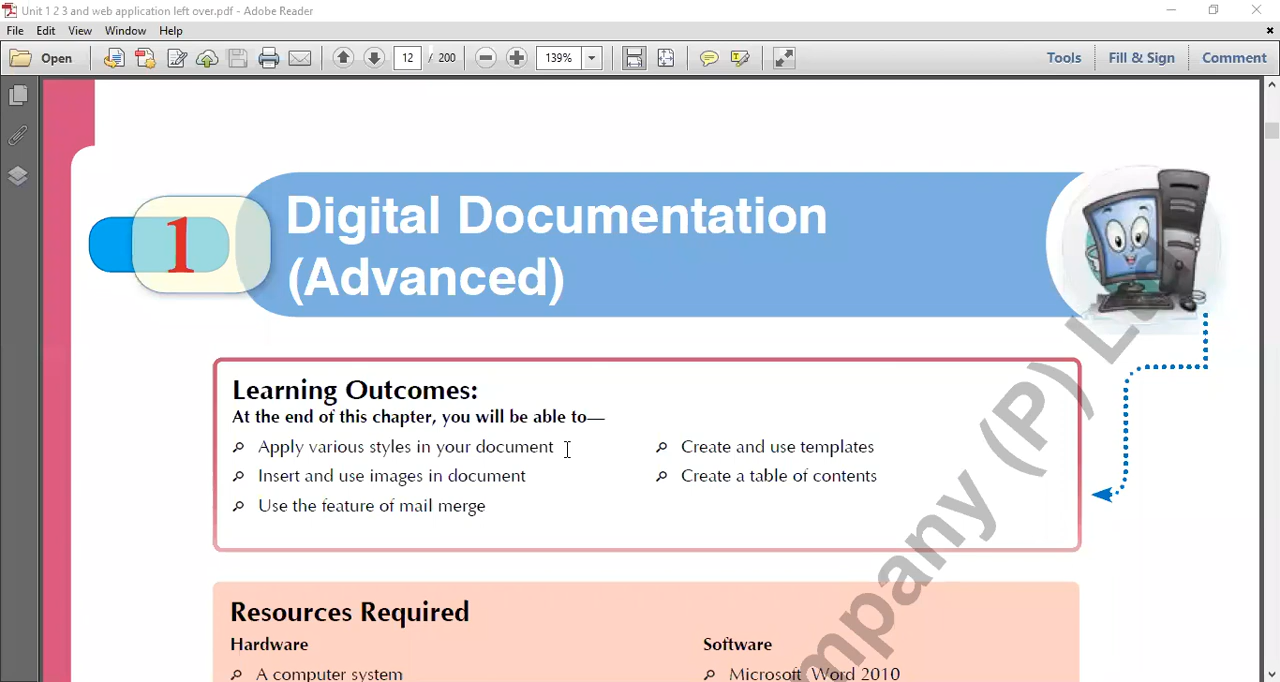 Unit 1 2 3 and web application left over.pdf - Adobe Reader
File Edit View Window Help
Open 12 / 200 139% Tools Fill & Sign Comment
1
Digital Documentation
(Advanced)
Learning Outcomes:
At the end of this chapter, you will be able to—
Apply various styles in your document
Create and use templates
Insert and use images in document
Create a table of contents
Use the feature of mail merge
Resources Required
Hardware
Software
A computer system
Microsoft Word 2010
mpany (P) L